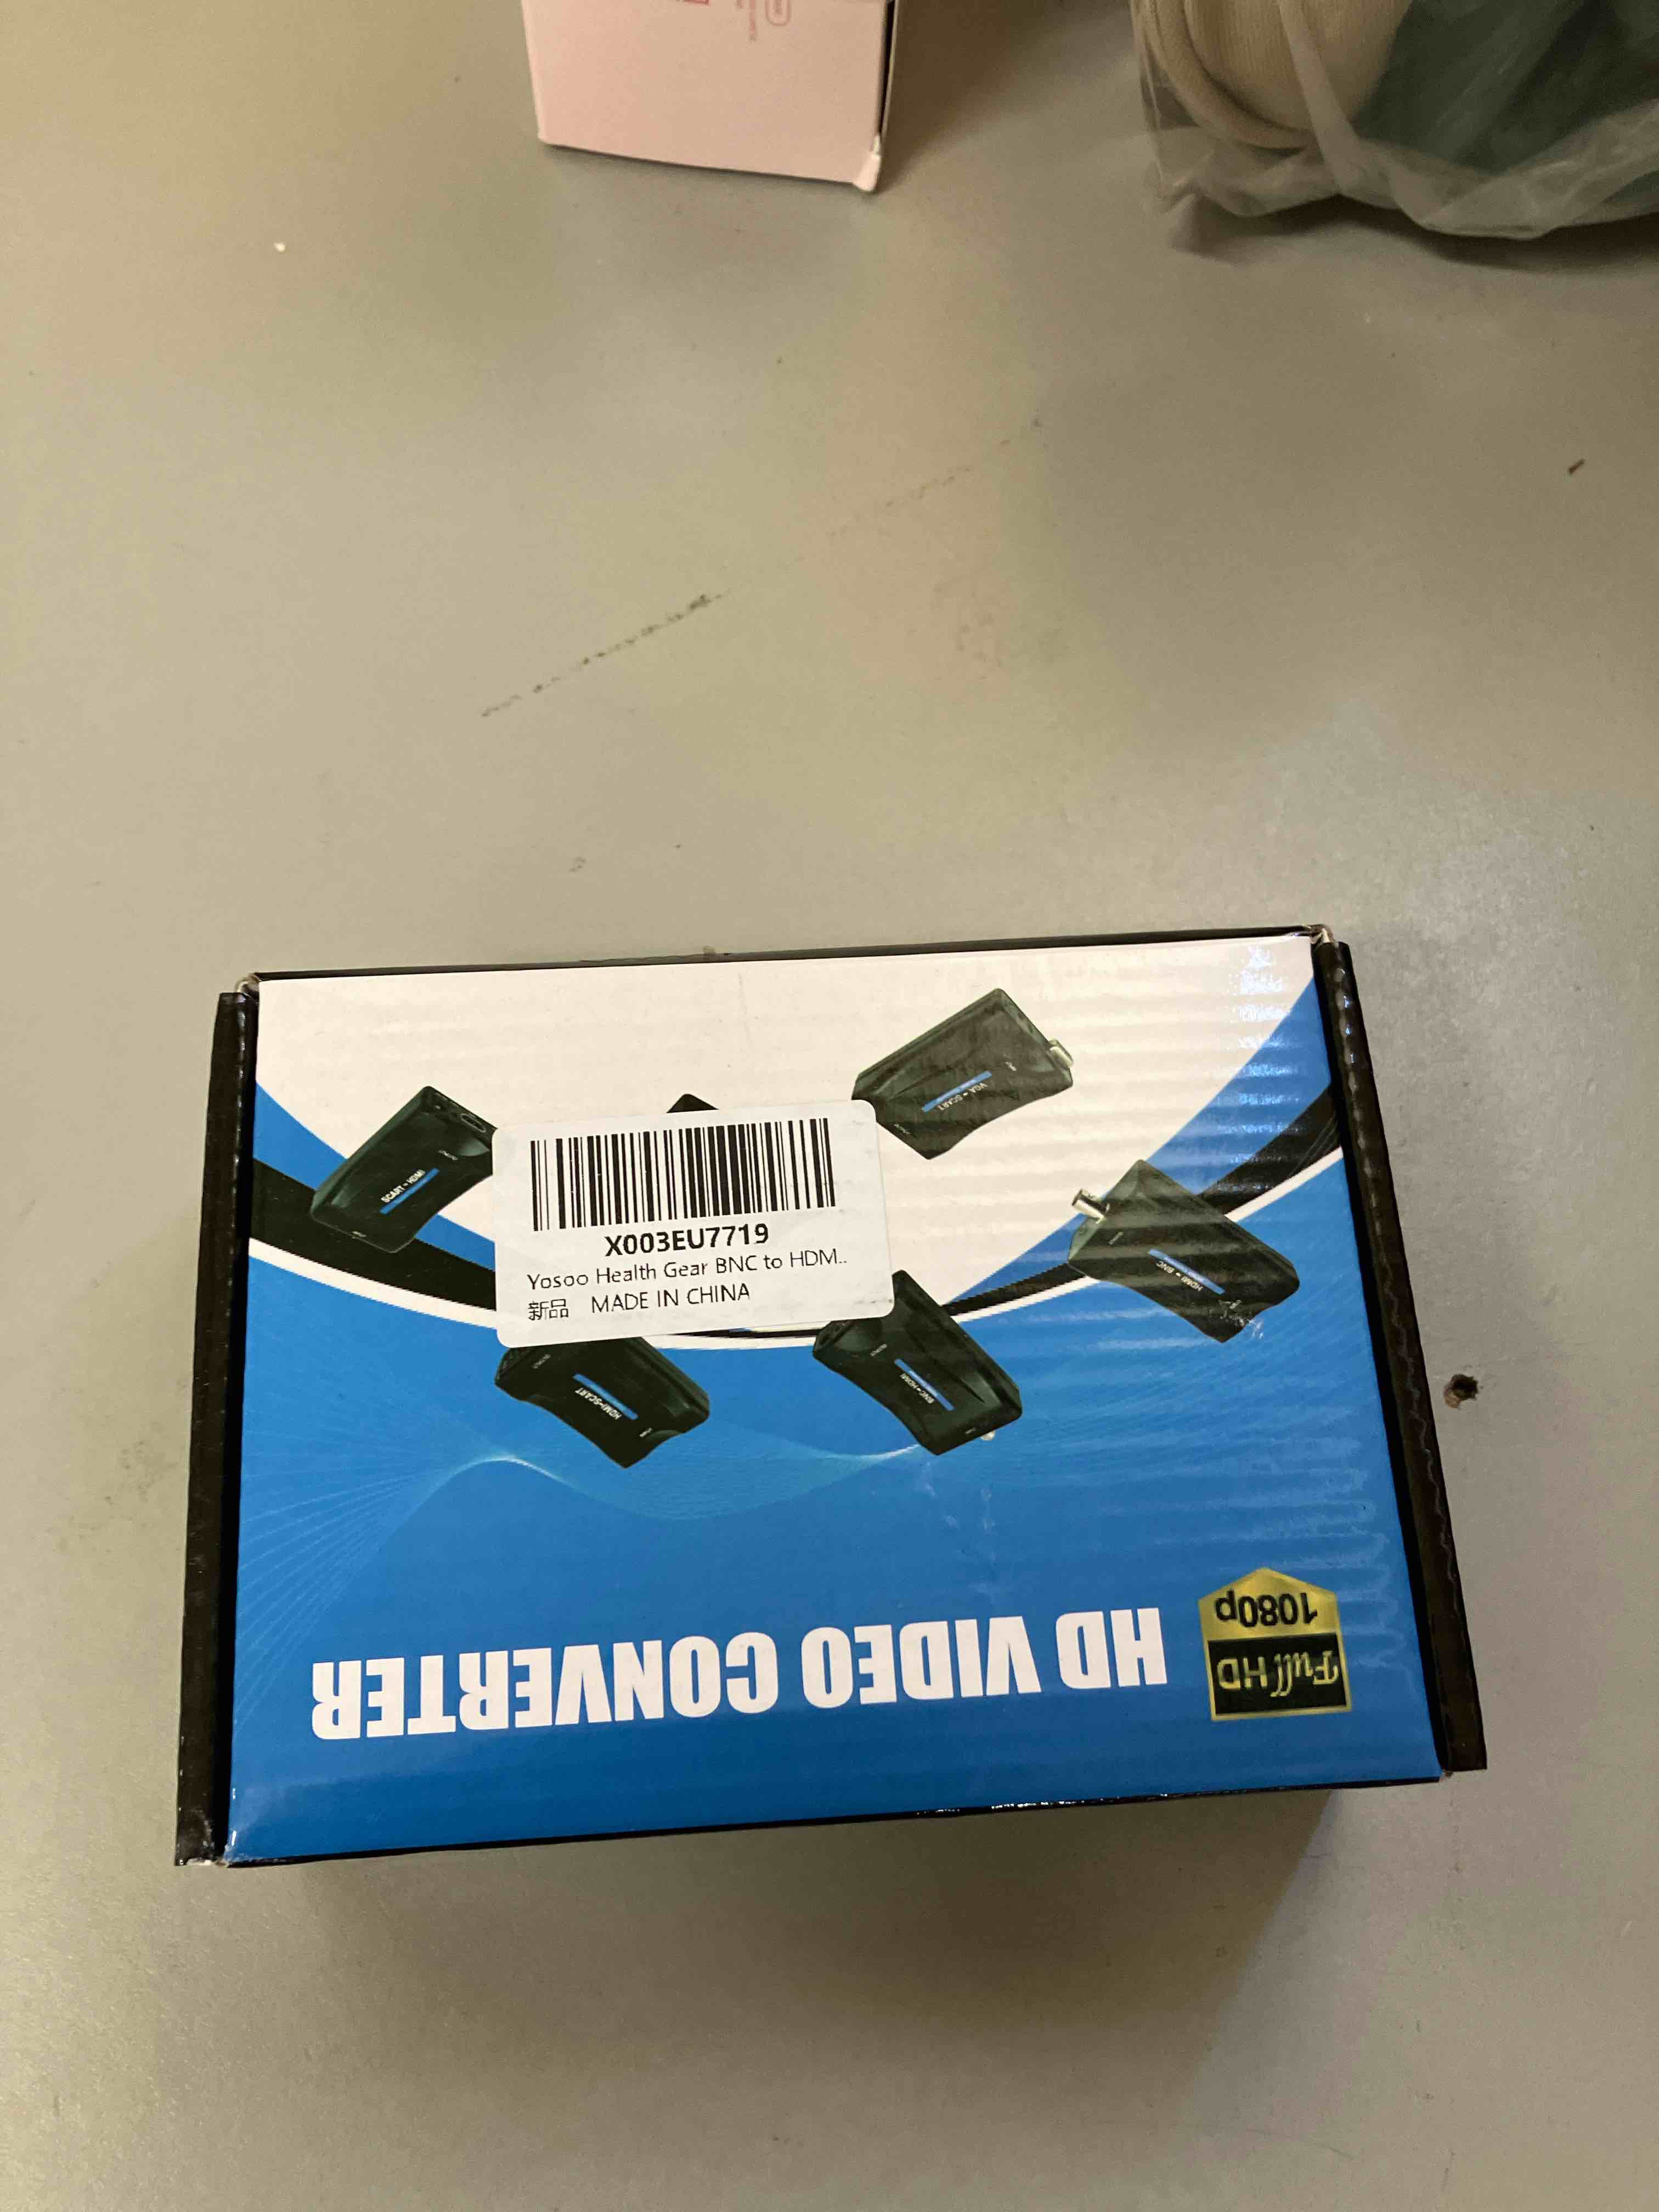 X003EU7719
Yosoo Health Gear BNC to HDM..
新品 MADE IN CHINA
VGA - SCART
SCART - HDMI
HDMI - BNC
HDMI-SCART
BNC-HDMI
Full HD
1080p
HD VIDEO CONVERTER